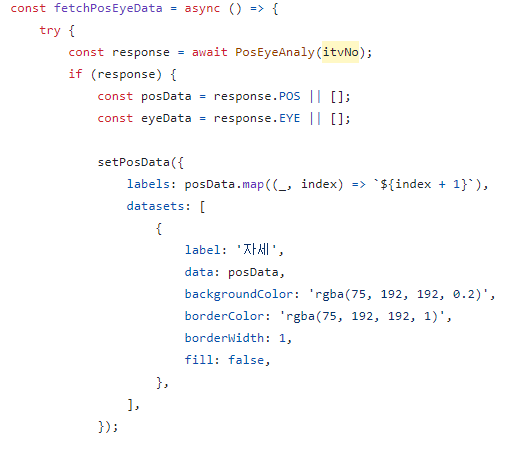 const fetchPosEyeData = async () => {
try {
const response = await PosEyeAnaly(itvNo);
if (response) {
const posData = response.POS || [];
const eyeData = response.EYE || [];
setPosData({
labels: posData.map((_, index) => `${index + 1}`),
datasets: [
{
label: '자세',
data: posData,
backgroundColor: 'rgba(75, 192, 192, 0.2)',
borderColor: 'rgba(75, 192, 192, 1)',
borderWidth: 1,
fill: false,
},
],
});